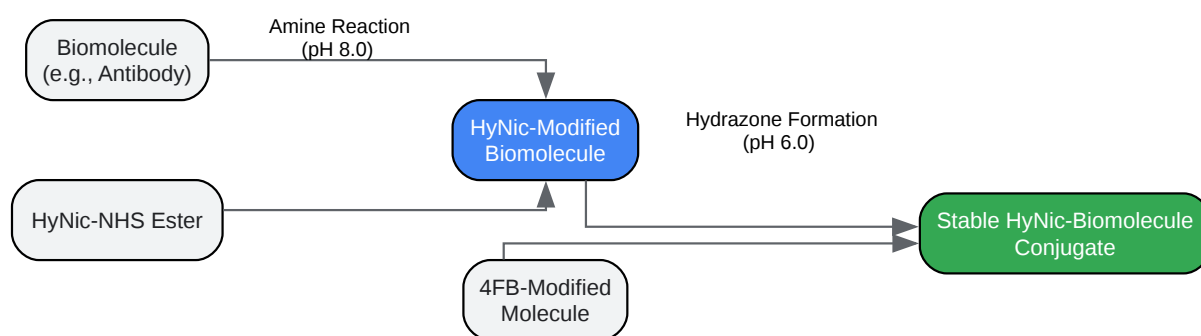 Biomolecule
(e.g., Antibody)
Amine Reaction
(pH 8.0)
HyNic-Modified
Biomolecule
Hydrazone Formation
(pH 6.0)
HyNic-NHS Ester
Stable HyNic-Biomolecule
Conjugate
4FB-Modified
Molecule